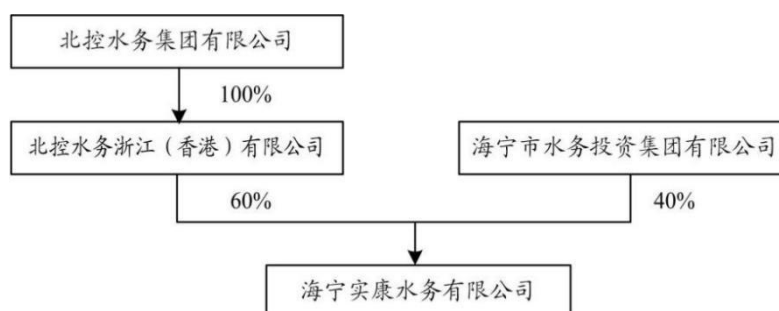 北控水务集团有限公司
100%
北控水务浙江（香港）有限公司
海宁市水务投资集团有限公司
60%
40%
海宁实康水务有限公司